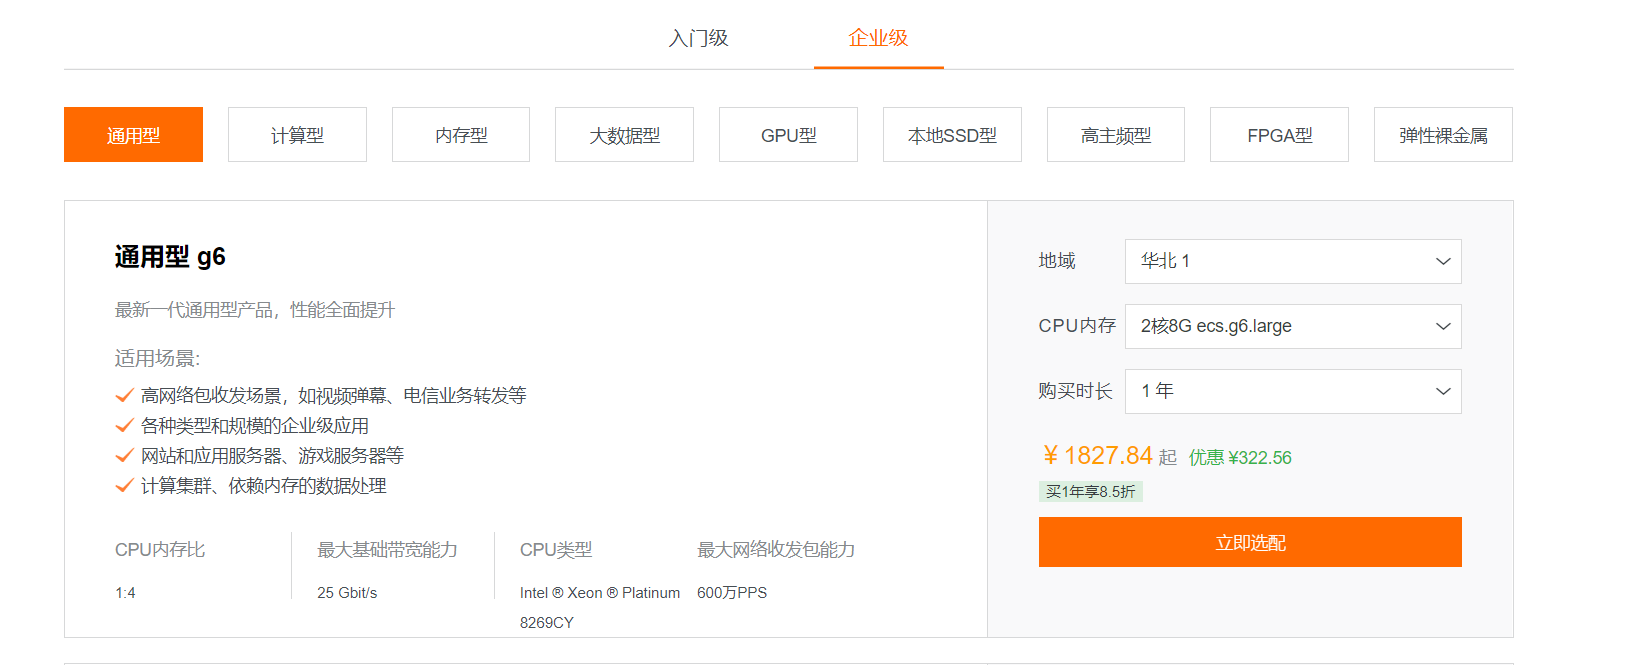 入门级 企业级
通用型 计算型 内存型 大数据型 GPU型 本地SSD型 高主频型 FPGA型 弹性裸金属
通用型 g6
最新一代通用型产品，性能全面提升
适用场景:
高网络包收发场景，如视频弹幕、电信业务转发等
各种类型和规模的企业级应用
网站和应用服务器、游戏服务器等
计算集群、依赖内存的数据处理
CPU内存比 最大基础带宽能力 CPU类型 最大网络收发包能力
1:4 25 Gbit/s Intel ® Xeon ® Platinum 600万PPS
8269CY
地域 华北 1
CPU内存 2核8G ecs.g6.large
购买时长 1 年
¥ 1827.84 起 优惠 ¥322.56
买1年享8.5折
立即选配